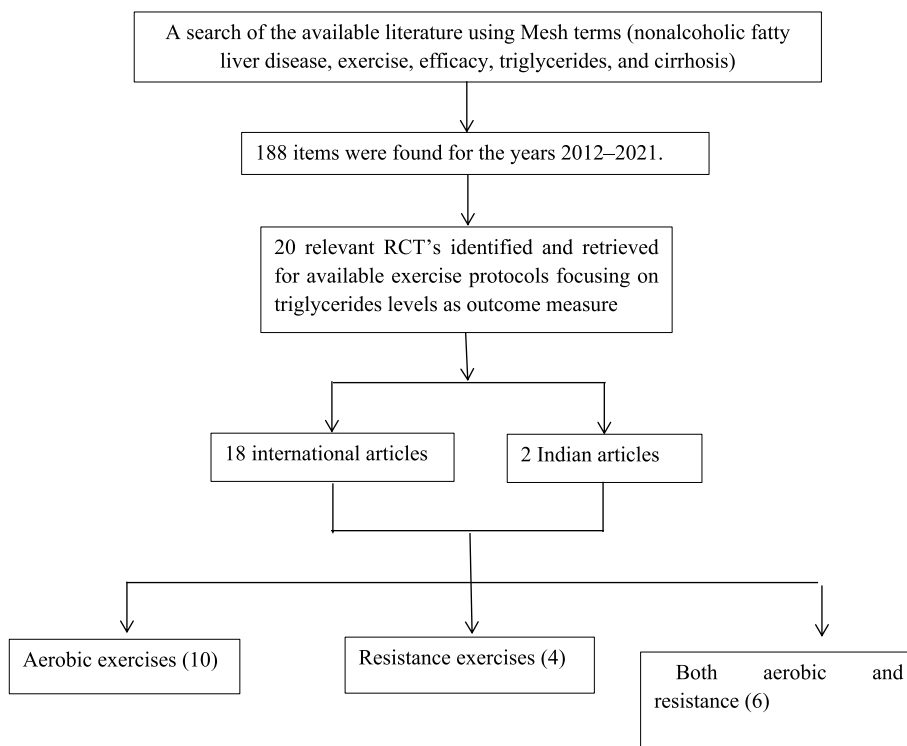 A search of the available literature using Mesh terms (nonalcoholic fatty
liver disease, exercise, efficacy, triglycerides, and cirrhosis)
188 items were found for the years 2012–2021.
20 relevant RCT's identified and retrieved
for available exercise protocols focusing on
triglycerides levels as outcome measure
18 international articles
2 Indian articles
Aerobic exercises (10)
Resistance exercises (4)
Both aerobic and
resistance (6)